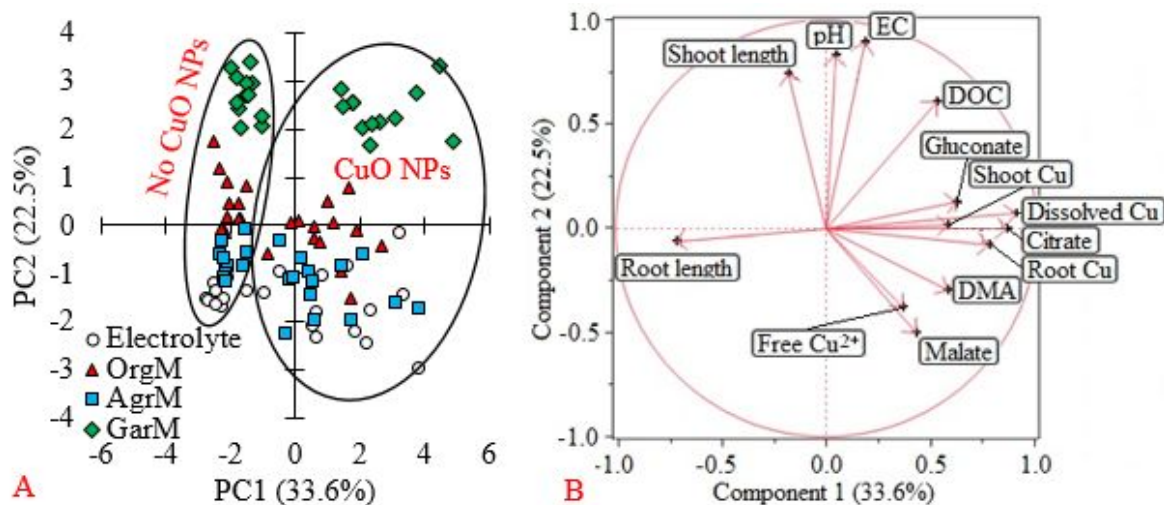 4
3
2
1
0
-1
-2
-3
-4
PC2 (22.5%)
No CuO NPs
CuO NPs
Electrolyte
OrgM
AgrM
GarM
-6
-4
-2
0
2
4
6
PC1 (33.6%)
A
1.0
0.5
0.0
-0.5
-1.0
Component 2 (22.5%)
Shoot length
pH
EC
DOC
Gluconate
Shoot Cu
Dissolved Cu
Citrate
Root Cu
Root length
DMA
Free Cu²⁺
Malate
-1.0
-0.5
0.0
0.5
1.0
Component 1 (33.6%)
B